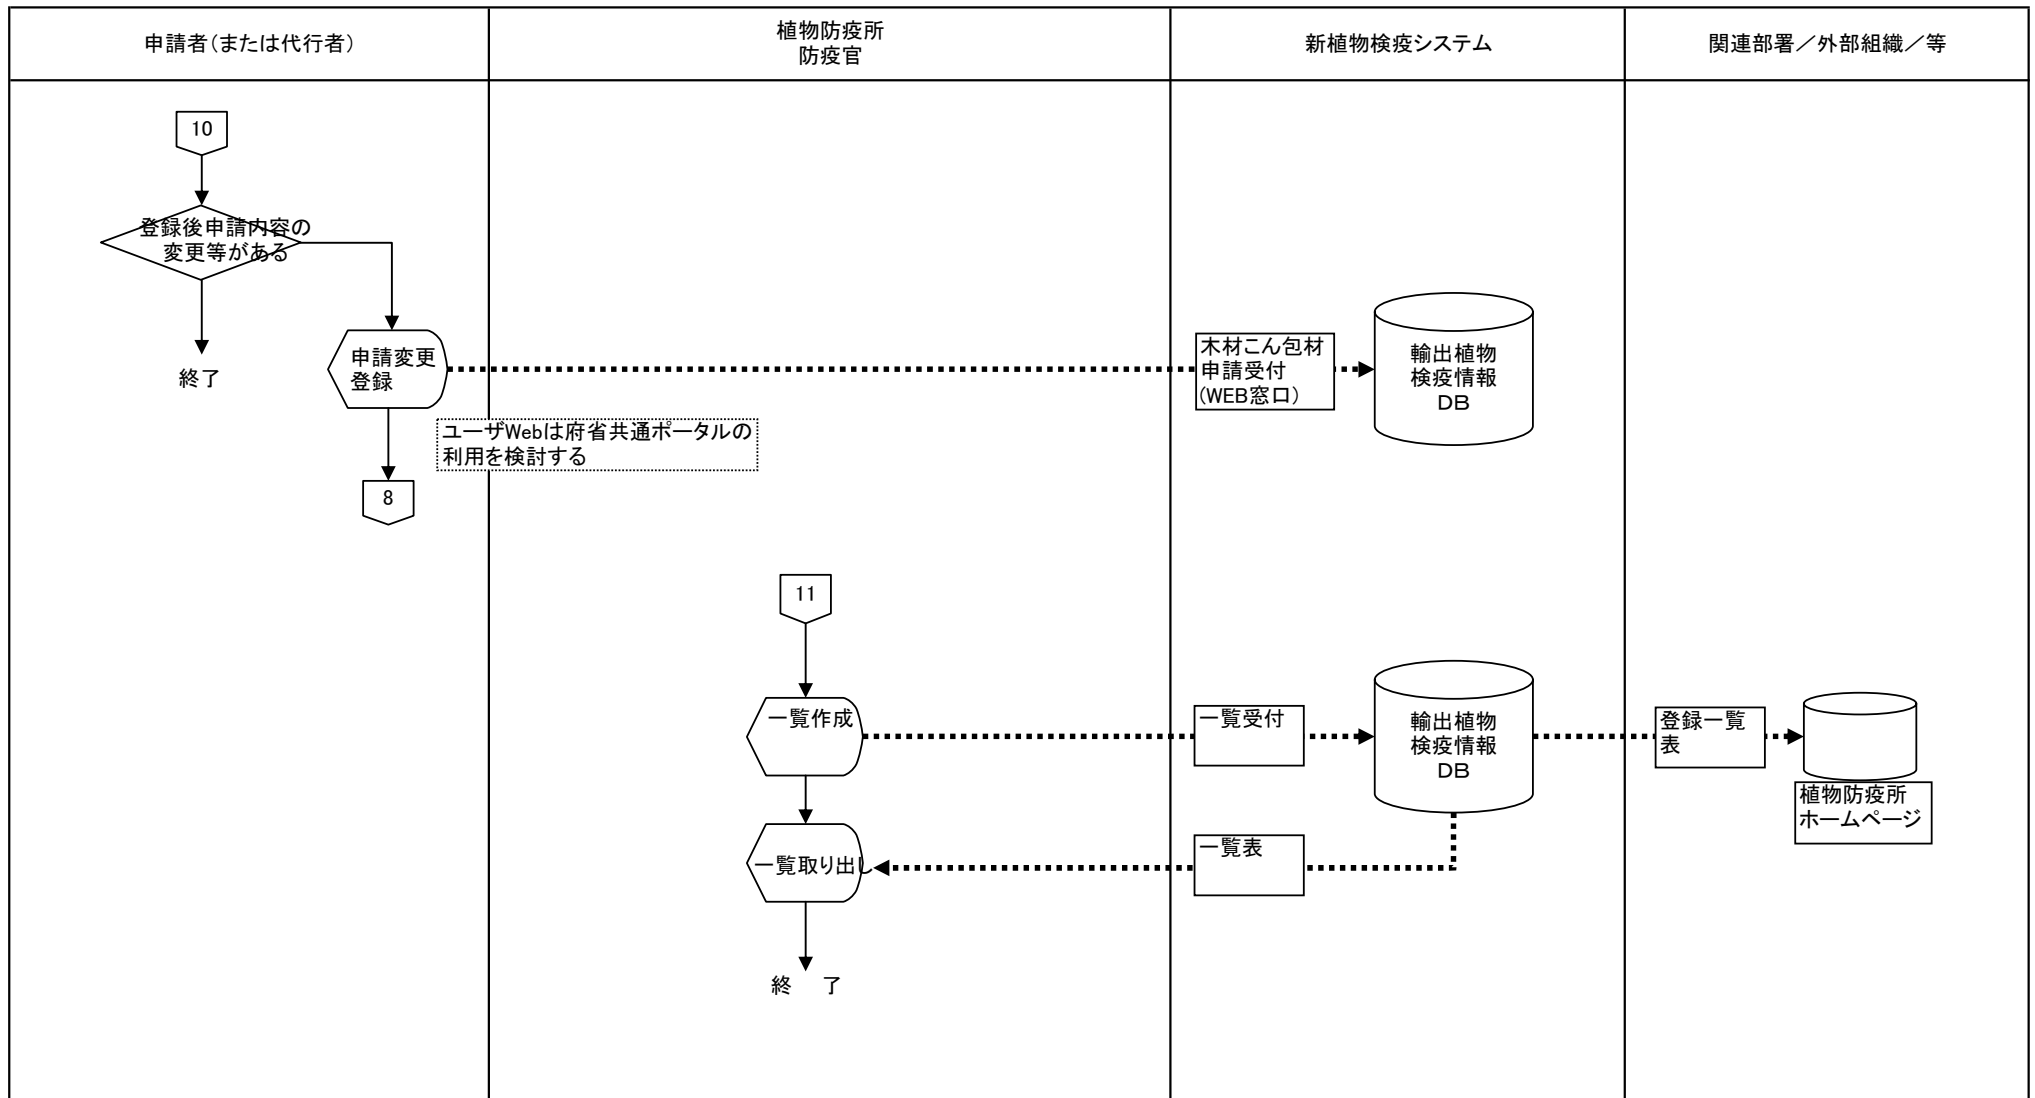 申請者(または代行者)
植物防疫所
防疫官
新植物検疫システム
関連部署／外部組織／等
10
登録後申請内容の
変更等がある
終了
申請変更
登録
木材こん包材
申請受付
(WEB窓口)
輸出植物
検疫情報
ＤＢ
ユーザWebは府省共通ポータルの
利用を検討する
8
11
一覧作成
一覧受付
輸出植物
検疫情報
ＤＢ
登録一覧
表
植物防疫所
ホームページ
一覧取り出し
一覧表
終　了